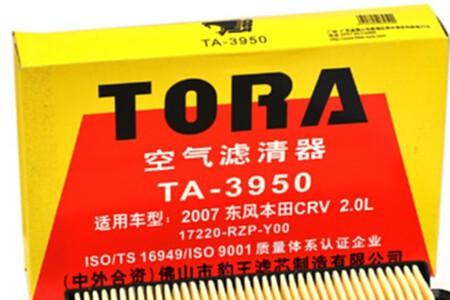 TA-3950
TORA
空气滤清器
TA-3950
适用车型: 2007 东风本田CRV 2.0L
17220-RZP-Y00
ISO/TS 16949/ISO 9001 质量体系认证企业
(中外合资)佛山市豹王滤芯制造有限公司